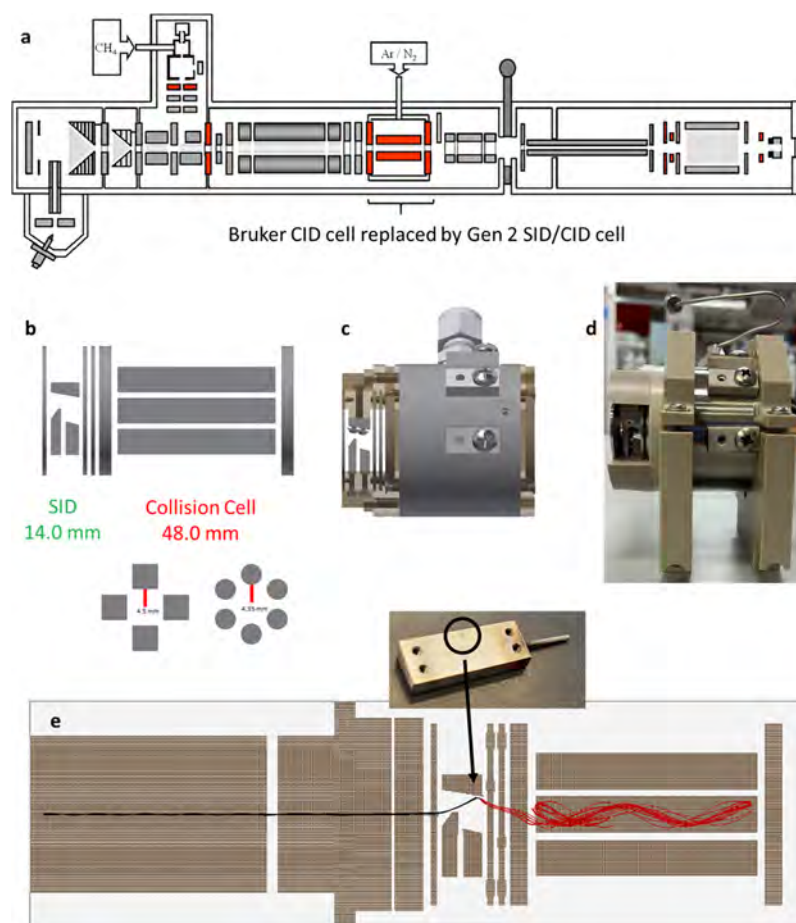 a
CH₄
Ar / N₂
Bruker CID cell replaced by Gen 2 SID/CID cell
b
c
d
SID
14.0 mm
Collision Cell
48.0 mm
4.5 mm
4.35 mm
e